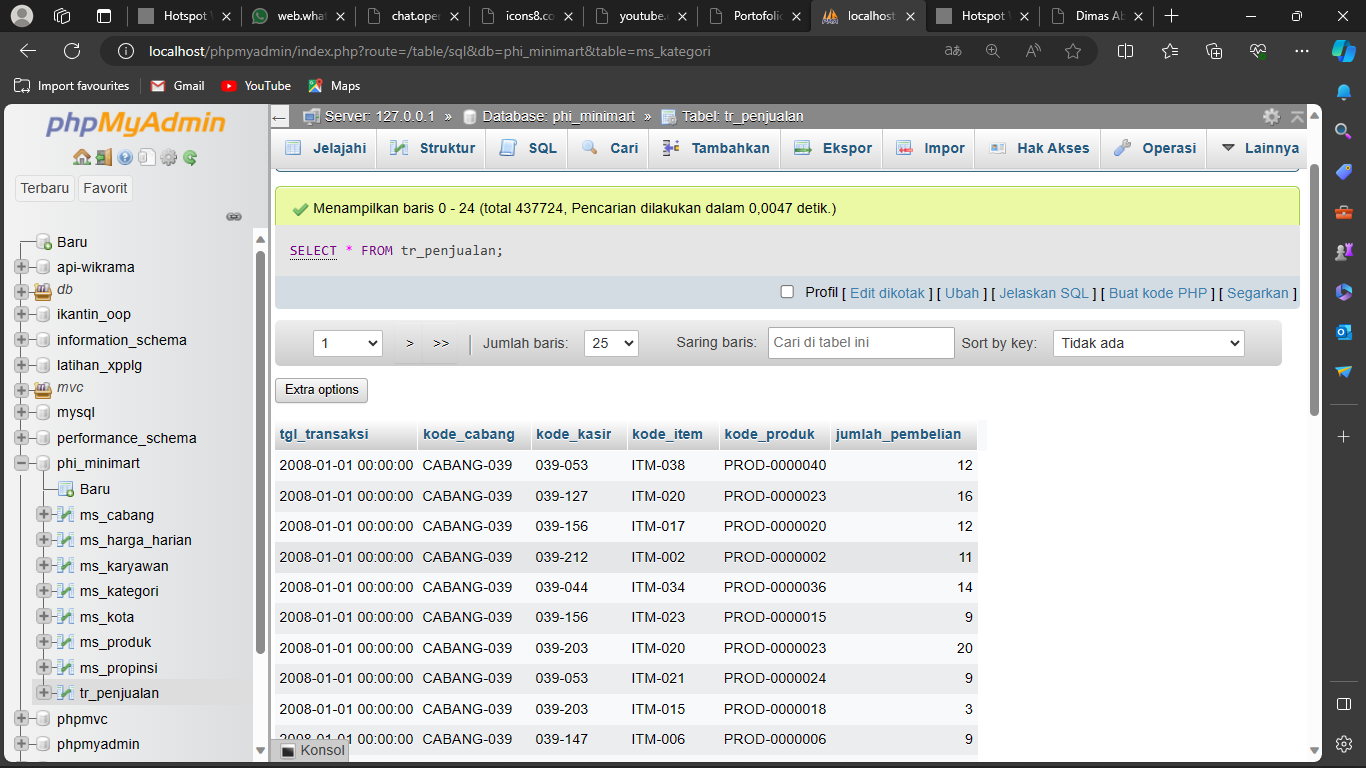 Hotspot
web.wha
chat.ope
icons8.co
youtube.
Portofolio
localhost
Hotspot
Dimas Ab
localhost/phpmyadmin/index.php?route=/table/sql&db=phi_minimart&table=ms_kategori
Import favourites
Gmail
YouTube
Maps
phpMyAdmin
Terbaru
Favorit
Baru
api-wikrama
db
ikantin_oop
information_schema
latihan_xpplg
mvc
mysql
performance_schema
phi_minimart
Baru
ms_cabang
ms_harga_harian
ms_karyawan
ms_kategori
ms_kota
ms_produk
ms_propinsi
tr_penjualan
phpmvc
phpmyadmin
Server: 127.0.0.1 » Database: phi_minimart » Tabel: tr_penjualan
Jelajahi Struktur SQL Cari Tambahkan Ekspor Impor Hak Akses Operasi Lainnya
Menampilkan baris 0 - 24 (total 437724, Pencarian dilakukan dalam 0,0047 detik.)
SELECT * FROM tr_penjualan;
Profil [ Edit dikotak ] [ Ubah ] [ Jelaskan SQL ] [ Buat kode PHP ] [ Segarkan ]
1 > >> | Jumlah baris: 25 Saring baris: Cari di tabel ini Sort by key: Tidak ada
Extra options
tgl_transaksi kode_cabang kode_kasir kode_item kode_produk jumlah_pembelian
2008-01-01 00:00:00 CABANG-039 039-053 ITM-038 PROD-0000040 12
2008-01-01 00:00:00 CABANG-039 039-127 ITM-020 PROD-0000023 16
2008-01-01 00:00:00 CABANG-039 039-156 ITM-017 PROD-0000020 12
2008-01-01 00:00:00 CABANG-039 039-212 ITM-002 PROD-0000002 11
2008-01-01 00:00:00 CABANG-039 039-044 ITM-034 PROD-0000036 14
2008-01-01 00:00:00 CABANG-039 039-156 ITM-023 PROD-0000015 9
2008-01-01 00:00:00 CABANG-039 039-203 ITM-020 PROD-0000023 20
2008-01-01 00:00:00 CABANG-039 039-053 ITM-021 PROD-0000024 9
2008-01-01 00:00:00 CABANG-039 039-203 ITM-015 PROD-0000018 3
2008-01-01 00:00:00 CABANG-039 039-147 ITM-006 PROD-0000006 9
Konsol